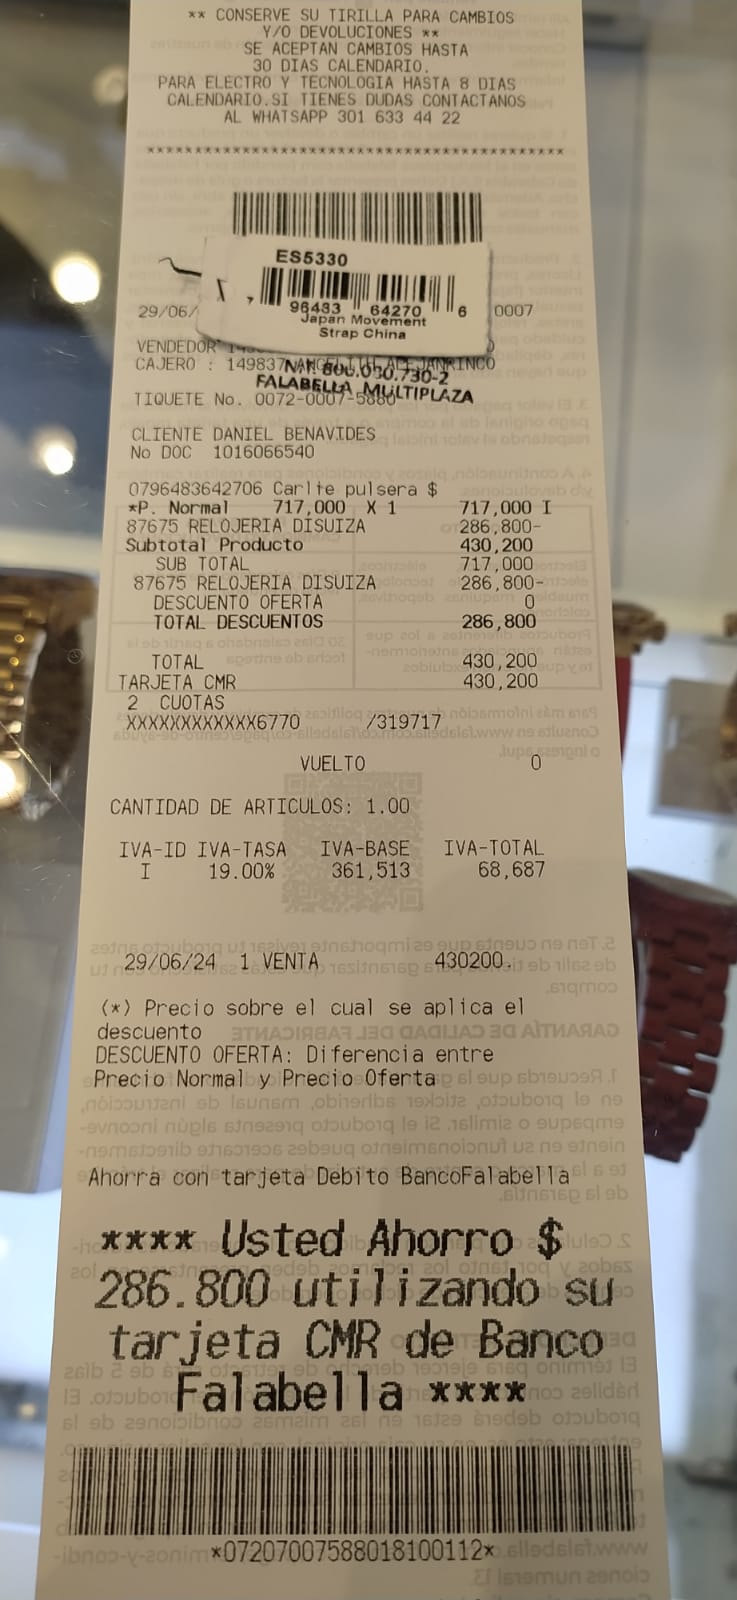 ** CONSERVE SU TIRILLA PARA CAMBIOS
Y/O DEVOLUCIONES **
SE ACEPTAN CAMBIOS HASTA
30 DIAS CALENDARIO.
PARA ELECTRO Y TECNOLOGIA HASTA 8 DIAS
CALENDARIO.SI TIENES DUDAS CONTACTANOS
AL WHATSAPP 301 633 44 22
******************************************
ES5330
96483 64270 6
Japan Movement
Strap China
29/06/ 0007
VENDEDOR
CAJERO : 149837
NIT. 800.030.730-2
FALABELLA MULTIPLAZA
TIQUETE No. 0072-0007-5880
CLIENTE DANIEL BENAVIDES
No DOC 1016066540
0796483642706 Carlie pulsera $
*P. Normal 717,000 X 1 717,000 I
87675 RELOJERIA DISUIZA 286,800-
Subtotal Producto 430,200
SUB TOTAL 717,000
87675 RELOJERIA DISUIZA 286,800-
DESCUENTO OFERTA 0
TOTAL DESCUENTOS 286,800
TOTAL 430,200
TARJETA CMR 430,200
2 CUOTAS
XXXXXXXXXXXX6770 /319717
VUELTO 0
CANTIDAD DE ARTICULOS: 1.00
IVA-ID IVA-TASA IVA-BASE IVA-TOTAL
I 19.00% 361,513 68,687
29/06/24 1 VENTA 430200.
(*) Precio sobre el cual se aplica el
descuento
DESCUENTO OFERTA: Diferencia entre
Precio Normal y Precio Oferta
Ahorra con tarjeta Debito BancoFalabella
**** Usted Ahorro $
286.800 utilizando su
tarjeta CMR de Banco
Falabella ****
*07207007588018100112*